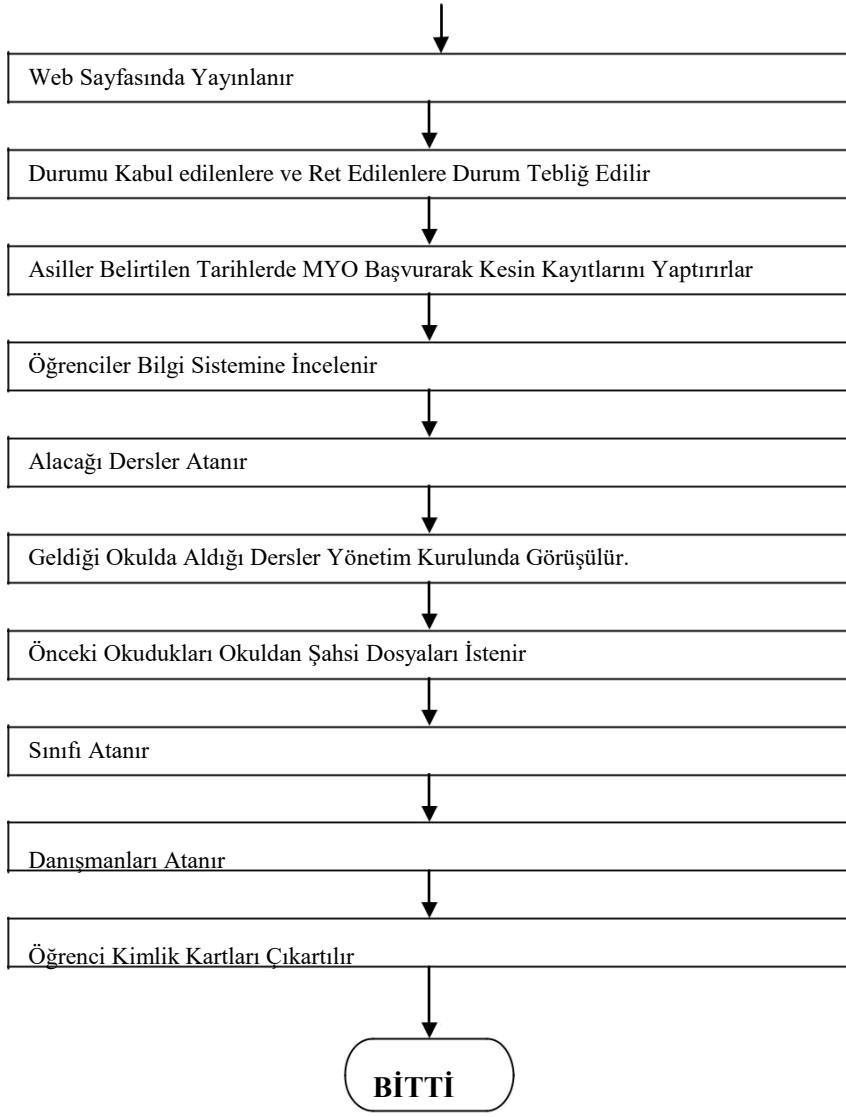 Web Sayfasında Yayınlanır
Durumu Kabul edilenlere ve Ret Edilenlere Durum Tebliğ Edilir
Asiller Belirtilen Tarihlerde MYO Başvurarak Kesin Kayıtlarını Yaptırırlar
Öğrenciler Bilgi Sistemine İncelenir
Alacağı Dersler Atanır
Geldiği Okulda Aldığı Dersler Yönetim Kurulunda Görüşülür.
Önceki Okudukları Okuldan Şahsi Dosyaları İstenir
Sınıfı Atanır
Danışmanları Atanır
Öğrenci Kimlik Kartları Çıkartılır
BİTTİ